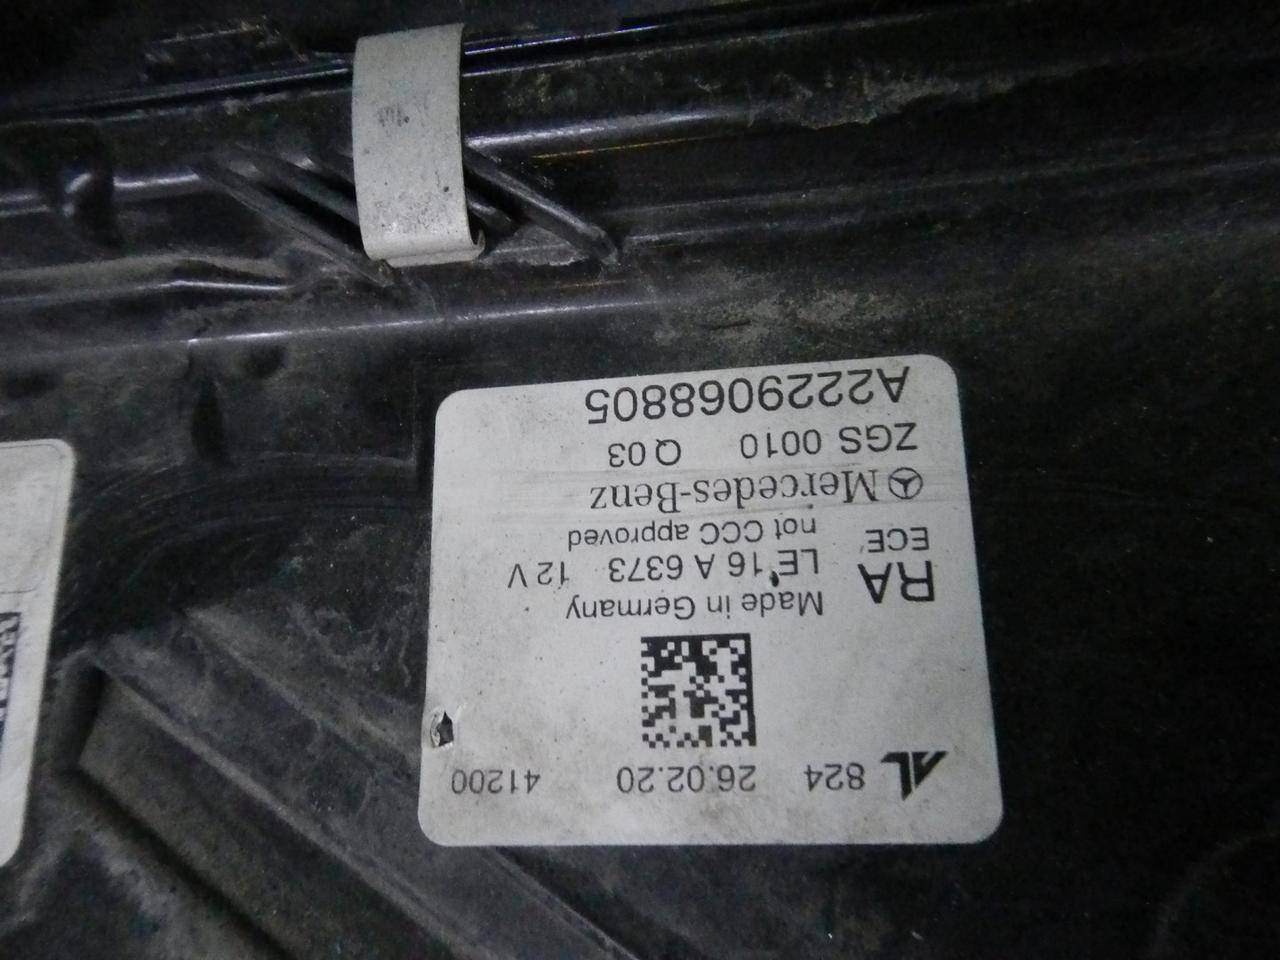 A2229068805
ZGS 0010 Q 03
Mercedes-Benz
ECE not CCC approved
RA LE 16 A 6373 12 V
Made in Germany
AL 824 26.02.20 41200